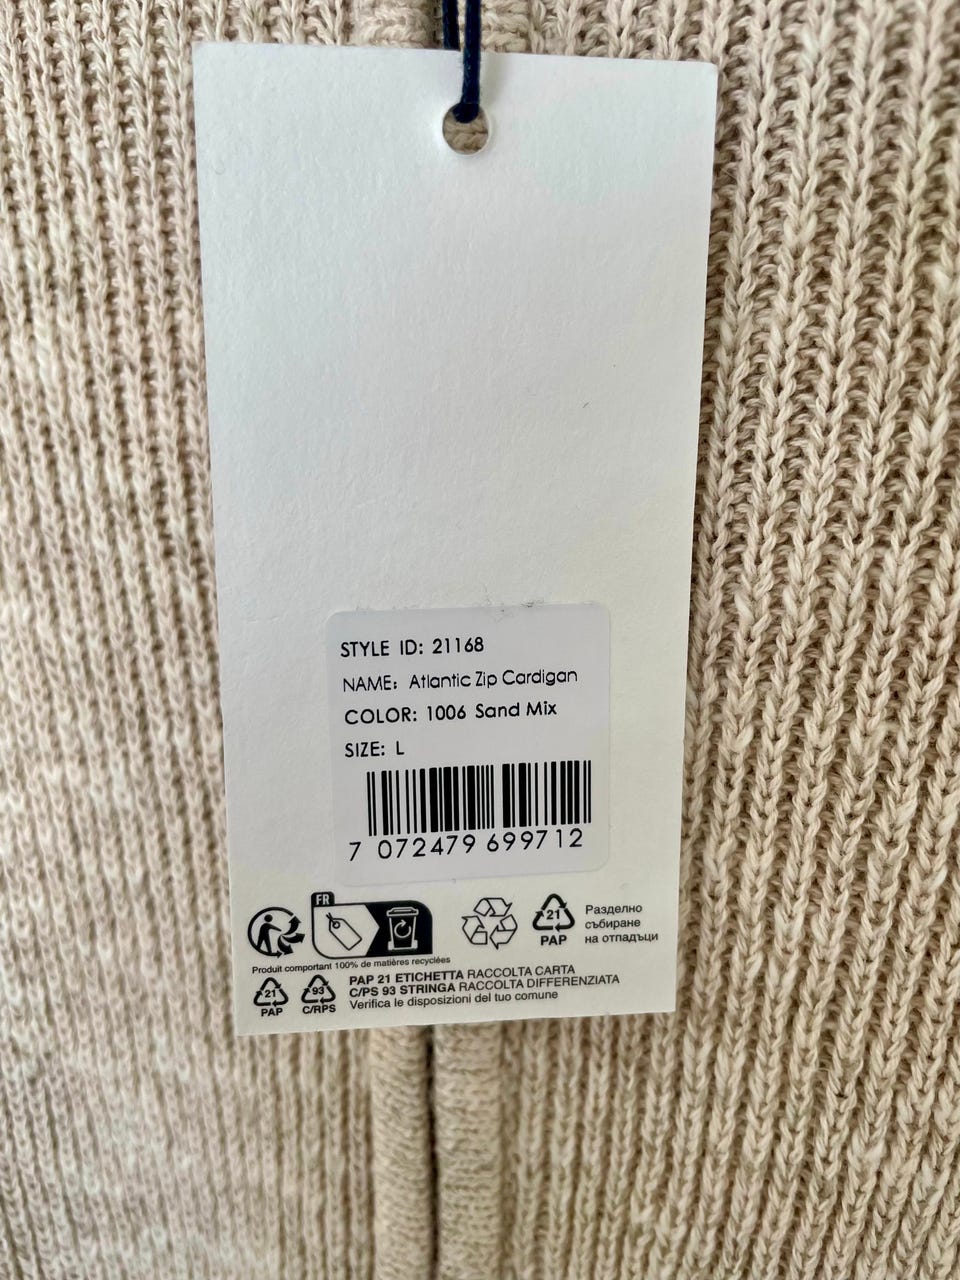 STYLE ID: 21168
NAME: Atlantic Zip Cardigan
COLOR: 1006 Sand Mix
SIZE: L
7 072479 699712
FR
21
PAP
Разделно
събиране
на отпадъци
Produit comportant 100% de matières recyclées
21
PAP
93
C/RPS
PAP 21 ETICHETTA RACCOLTA CARTA
C/PS 93 STRINGA RACCOLTA DIFFERENZIATA
Verifica le disposizioni del tuo comune